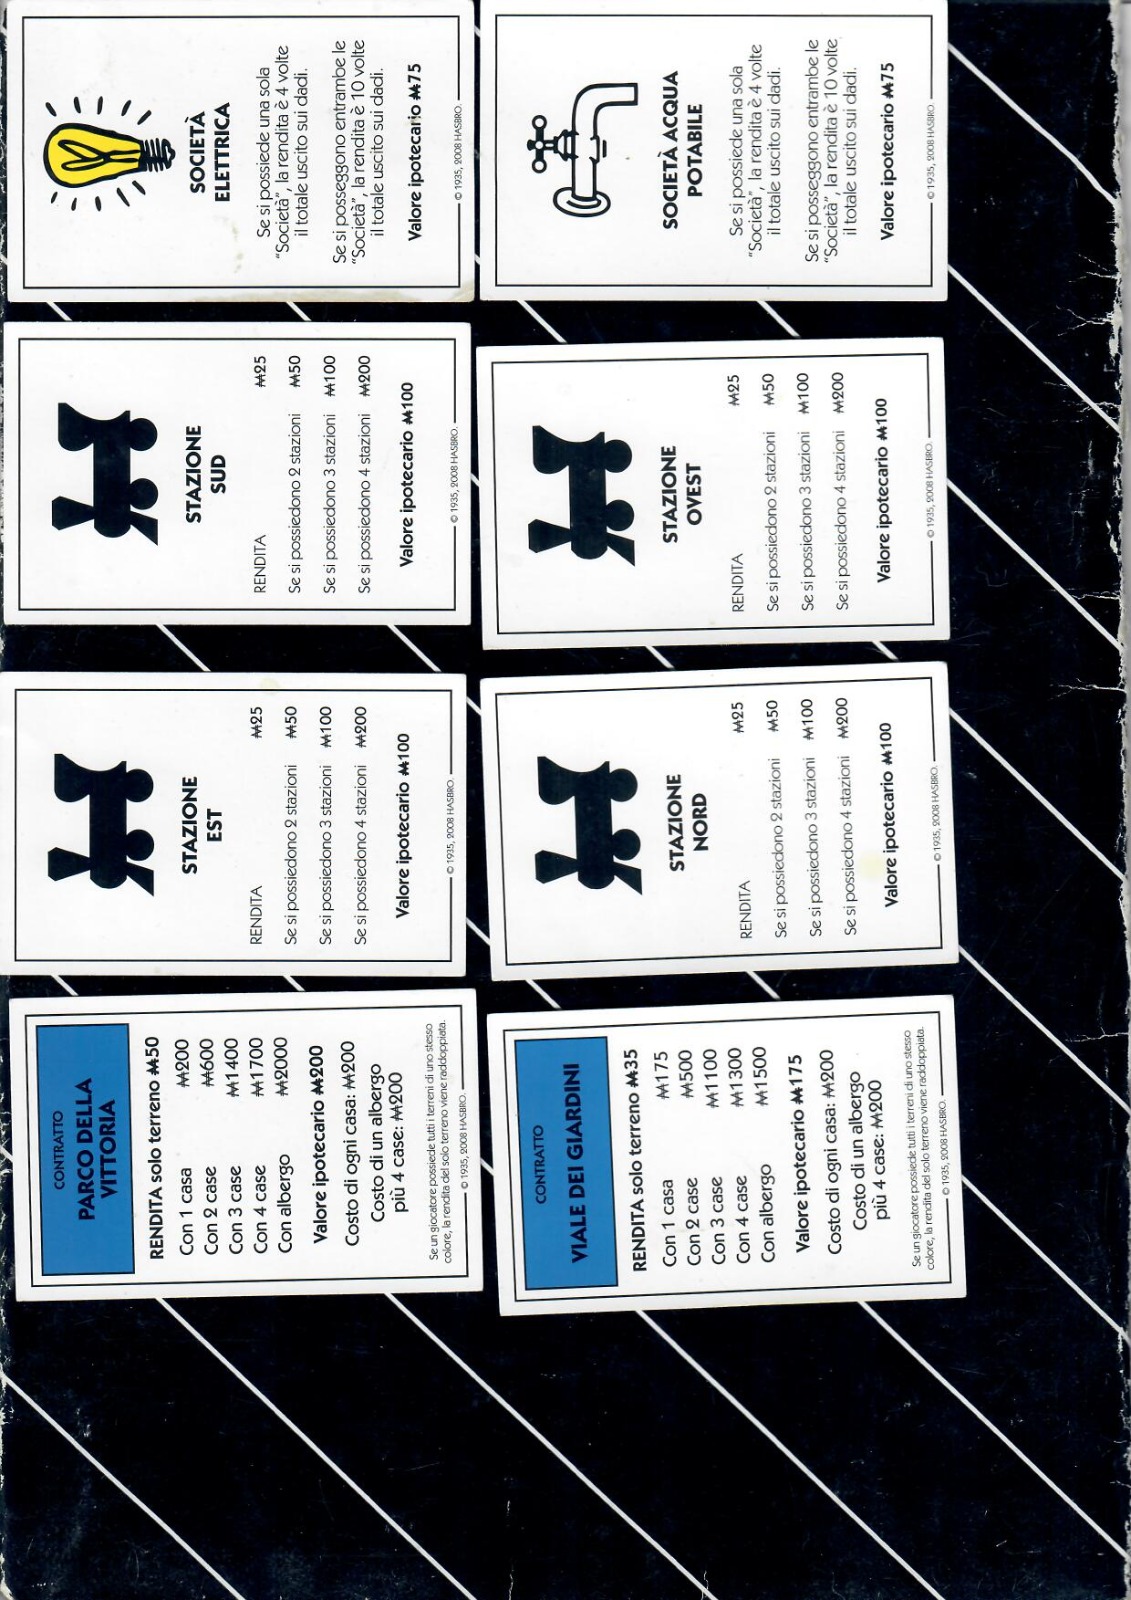 SOCIETÀ
ELETTRICA
Se si possiede una sola
"Società", la rendita è 4 volte
il totale uscito sui dadi.
Se si posseggono entrambe le
"Società", la rendita è 10 volte
il totale uscito sui dadi.
Valore ipotecario ₩75
© 1935, 2008 HASBRO.
SOCIETÀ ACQUA
POTABILE
Se si possiede una sola
"Società", la rendita è 4 volte
il totale uscito sui dadi.
Se si posseggono entrambe le
"Società", la rendita è 10 volte
il totale uscito sui dadi.
Valore ipotecario ₩75
© 1935, 2008 HASBRO.
STAZIONE
SUD
RENDITA ₩25
Se si possiedono 2 stazioni ₩50
Se si possiedono 3 stazioni ₩100
Se si possiedono 4 stazioni ₩200
Valore ipotecario ₩100
© 1935, 2008 HASBRO.
STAZIONE
OVEST
RENDITA ₩25
Se si possiedono 2 stazioni ₩50
Se si possiedono 3 stazioni ₩100
Se si possiedono 4 stazioni ₩200
Valore ipotecario ₩100
© 1935, 2008 HASBRO.
STAZIONE
EST
RENDITA ₩25
Se si possiedono 2 stazioni ₩50
Se si possiedono 3 stazioni ₩100
Se si possiedono 4 stazioni ₩200
Valore ipotecario ₩100
© 1935, 2008 HASBRO.
STAZIONE
NORD
RENDITA ₩25
Se si possiedono 2 stazioni ₩50
Se si possiedono 3 stazioni ₩100
Se si possiedono 4 stazioni ₩200
Valore ipotecario ₩100
© 1935, 2008 HASBRO.
CONTRATTO
PARCO DELLA
VITTORIA
RENDITA solo terreno ₩50
Con 1 casa ₩200
Con 2 case ₩600
Con 3 case ₩1400
Con 4 case ₩1700
Con albergo ₩2000
Valore ipotecario ₩200
Costo di ogni casa: ₩200
Costo di un albergo
più 4 case: ₩200
Se un giocatore possiede tutti i terreni di uno stesso
colore, la rendita del solo terreno viene raddoppiata.
© 1935, 2008 HASBRO.
CONTRATTO
VIALE DEI GIARDINI
RENDITA solo terreno ₩35
Con 1 casa ₩175
Con 2 case ₩500
Con 3 case ₩1100
Con 4 case ₩1300
Con albergo ₩1500
Valore ipotecario ₩175
Costo di ogni casa: ₩200
Costo di un albergo
più 4 case: ₩200
Se un giocatore possiede tutti i terreni di uno stesso
colore, la rendita del solo terreno viene raddoppiata.
© 1935, 2008 HASBRO.